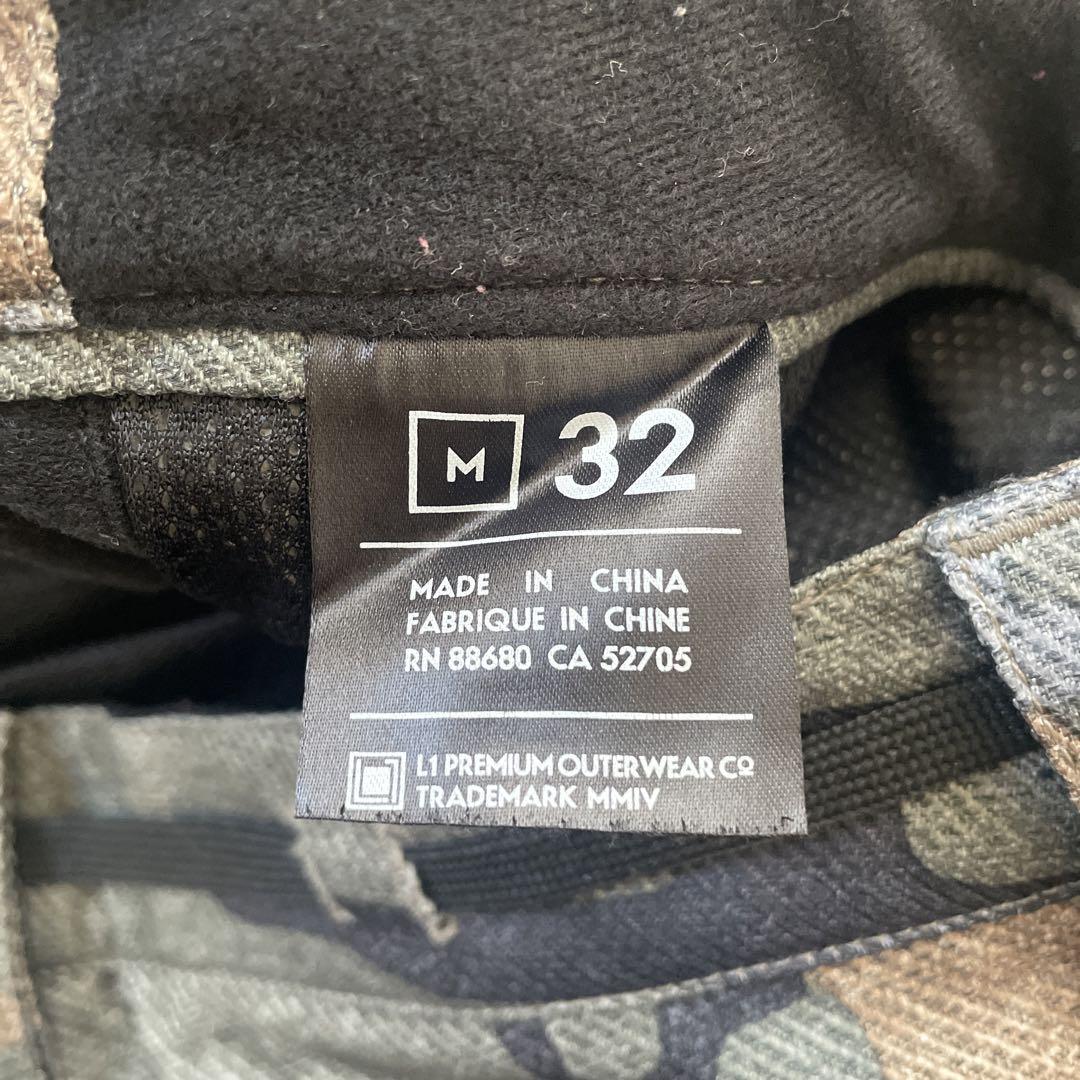 M 32
MADE IN CHINA
FABRIQUE IN CHINE
RN 88680 CA 52705
L1 PREMIUM OUTERWEAR Cº
TRADEMARK MMIV